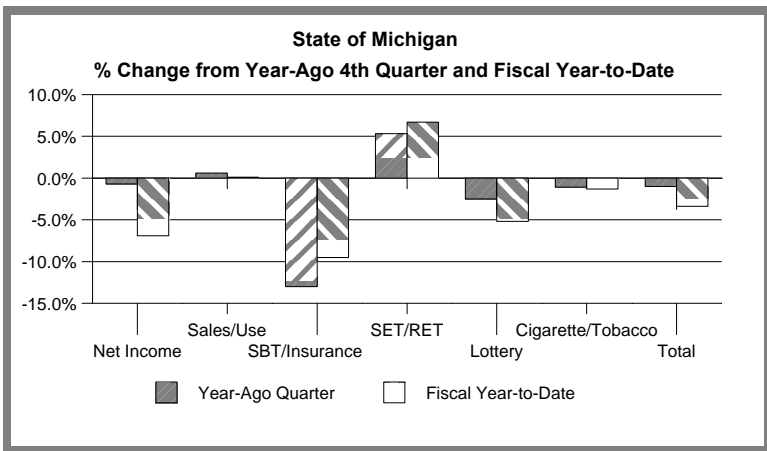 State of Michigan
% Change from Year-Ago 4th Quarter and Fiscal Year-to-Date
10.0%
5.0%
0.0%
-5.0%
-10.0%
-15.0%
Sales/Use SET/RET Cigarette/Tobacco
Net Income SBT/Insurance Lottery Total
Year-Ago Quarter Fiscal Year-to-Date